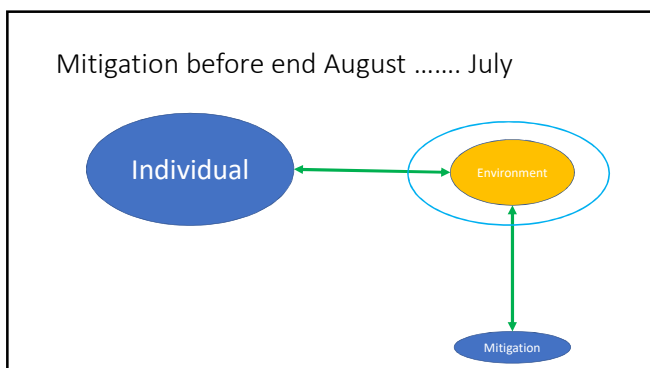 Mitigation before end August ....... July
Individual
Environment
Mitigation